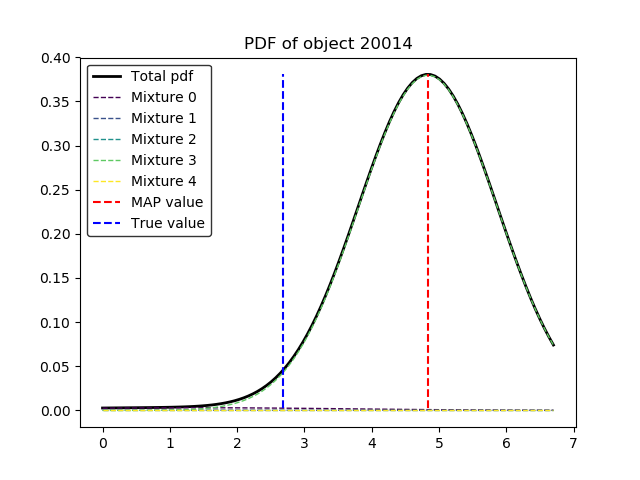 PDF of object 20014
0.40
0.35
0.30
0.25
0.20
0.15
0.10
0.05
0.00
Total pdf
Mixture 0
Mixture 1
Mixture 2
Mixture 3
Mixture 4
MAP value
True value
0 1 2 3 4 5 6 7